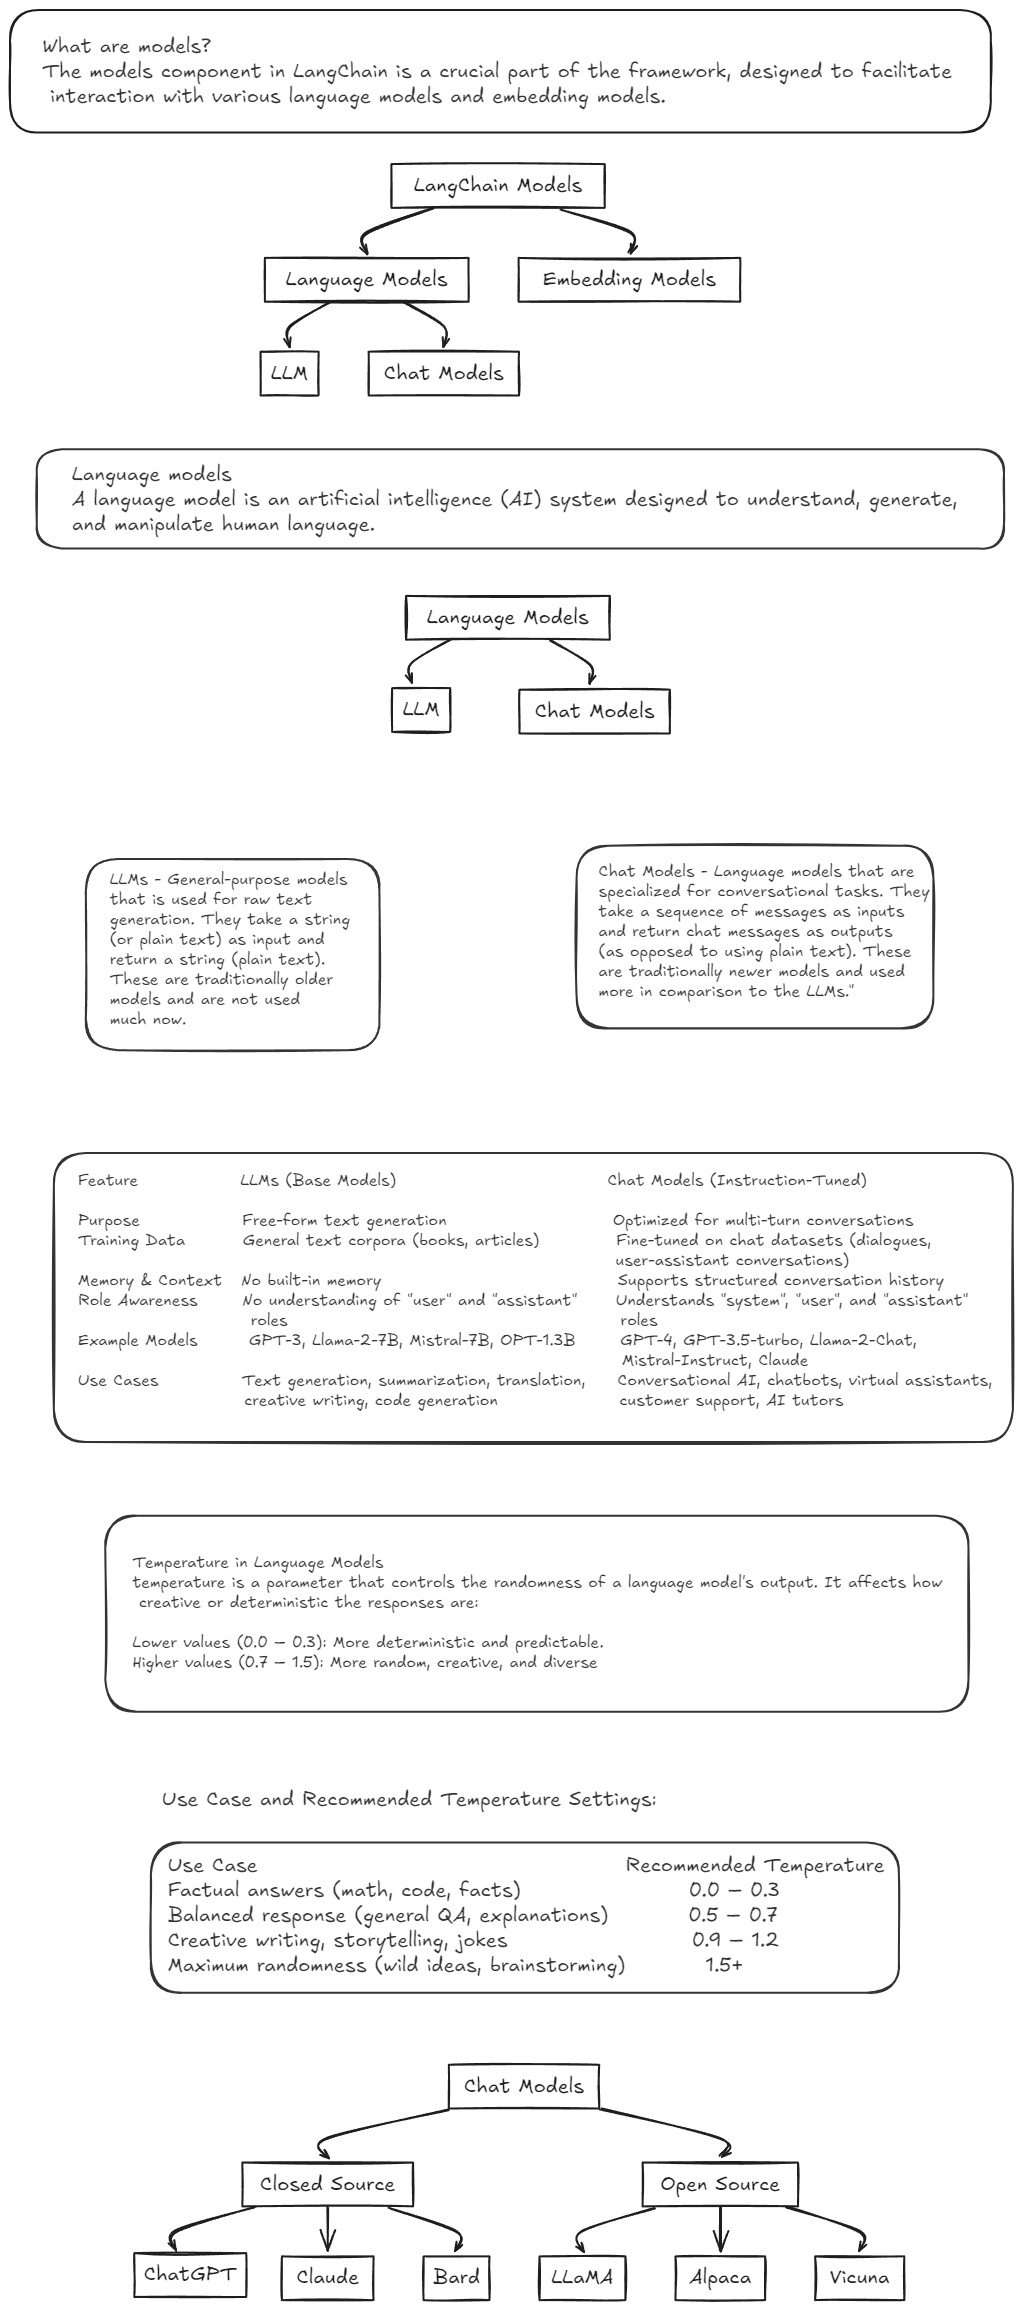 What are models?
The models component in LangChain is a crucial part of the framework, designed to facilitate
interaction with various language models and embedding models.
LangChain Models
Language Models
Embedding Models
LLM
Chat Models
Language models
A language model is an artificial intelligence (AI) system designed to understand, generate,
and manipulate human language.
Language Models
LLM
Chat Models
LLMs - General-purpose models
that is used for raw text
generation. They take a string
(or plain text) as input and
return a string (plain text).
These are traditionally older
models and are not used
much now.
Chat Models - Language models that are
specialized for conversational tasks. They
take a sequence of messages as inputs
and return chat messages as outputs
(as opposed to using plain text). These
are traditionally newer models and used
more in comparison to the LLMs."
Feature LLMs (Base Models) Chat Models (Instruction-Tuned)
Purpose Free-form text generation Optimized for multi-turn conversations
Training Data General text corpora (books, articles) Fine-tuned on chat datasets (dialogues,
user-assistant conversations)
Memory & Context No built-in memory Supports structured conversation history
Role Awareness No understanding of "user" and "assistant" Understands "system", "user", and "assistant"
roles roles
Example Models GPT-3, Llama-2-7B, Mistral-7B, OPT-1.3B GPT-4, GPT-3.5-turbo, Llama-2-Chat,
Mistral-Instruct, Claude
Use Cases Text generation, summarization, translation, Conversational AI, chatbots, virtual assistants,
creative writing, code generation customer support, AI tutors
Temperature in Language Models
temperature is a parameter that controls the randomness of a language model's output. It affects how
creative or deterministic the responses are:
Lower values (0.0 – 0.3): More deterministic and predictable.
Higher values (0.7 – 1.5): More random, creative, and diverse
Use Case and Recommended Temperature Settings:
Use Case Recommended Temperature
Factual answers (math, code, facts) 0.0 – 0.3
Balanced response (general QA, explanations) 0.5 – 0.7
Creative writing, storytelling, jokes 0.9 – 1.2
Maximum randomness (wild ideas, brainstorming) 1.5+
Chat Models
Closed Source
Open Source
ChatGPT
Claude
Bard
LLaMA
Alpaca
Vicuna